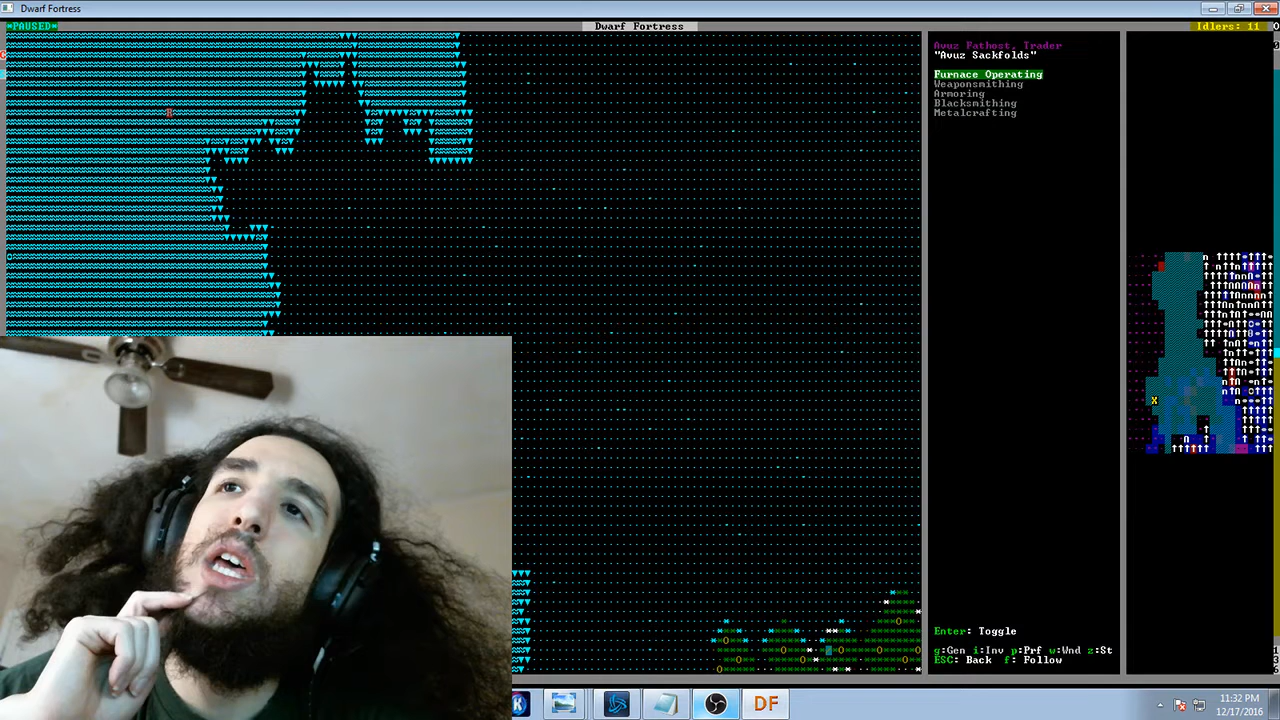 Dwarf Fortress
*PAUSED*
Dwarf Fortress
Idlers: 11
Avuz Fathost, Trader
"Avuz Sackfolds"
Furnace Operating
Weaponsmithing
Armoring
Blacksmithing
Metalcrafting
Enter: Toggle
g:Gen i:Inv p:Prf w:Wnd z:St
ESC: Back f: Follow
DF
11:32 PM
12/17/2016